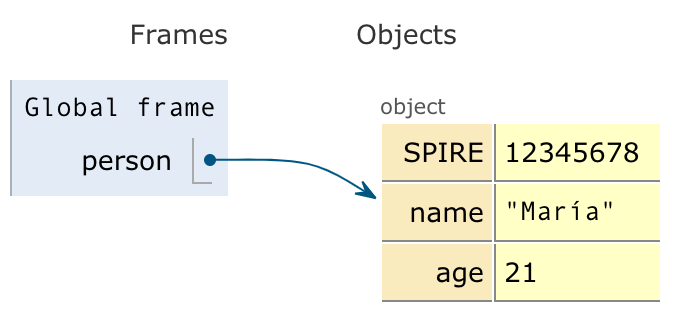 Frames Objects
Global frame
person
object
SPIRE 12345678
name "María"
age 21